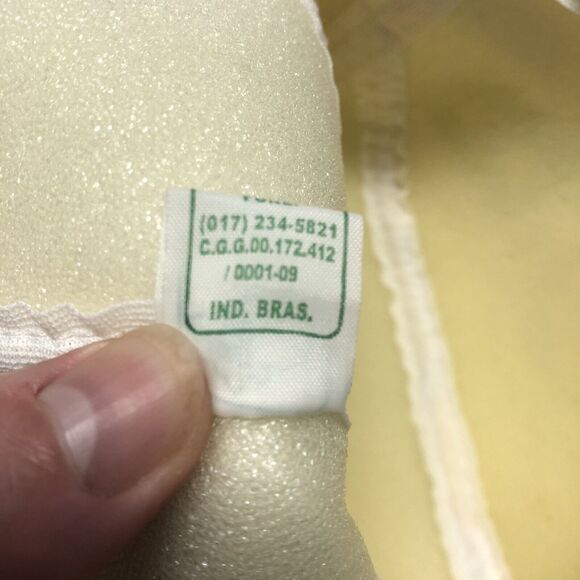 (017) 234-5821
C.G.G.00.172.412
/0001-09
IND. BRAS.